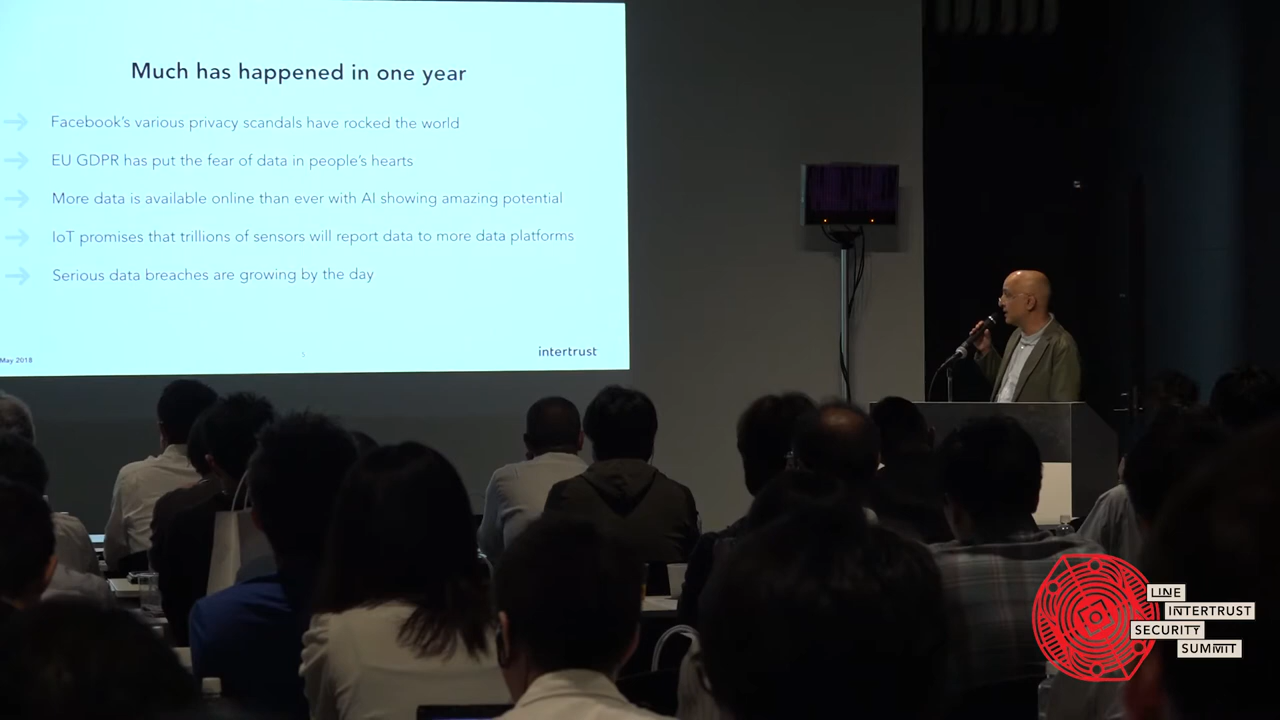 Much has happened in one year
Facebook's various privacy scandals have rocked the world
EU GDPR has put the fear of data in people's hearts
More data is available online than ever with AI showing amazing potential
IoT promises that trillions of sensors will report data to more data platforms
Serious data breaches are growing by the day
May 2018
5
intertrust
LINE
INTERTRUST
SECURITY
SUMMIT